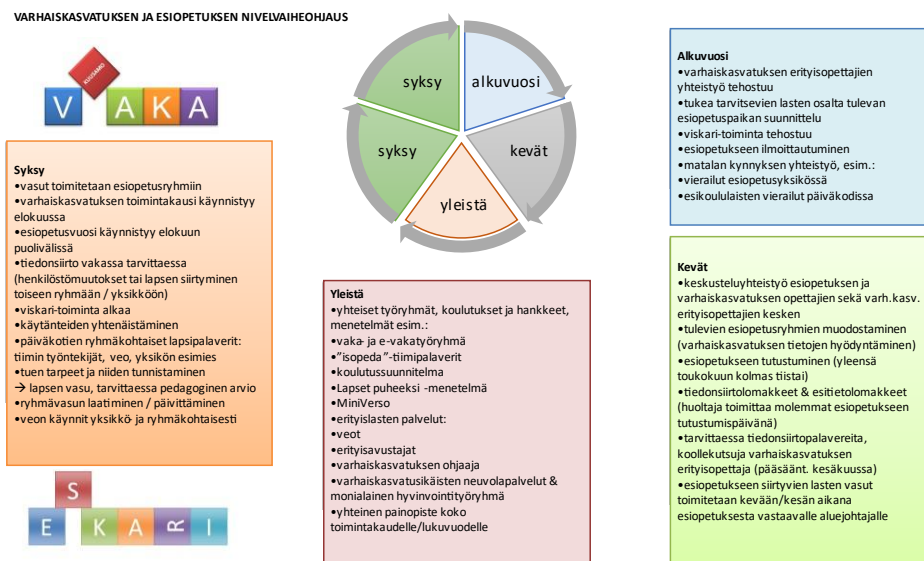 VARHAISKASVATUKSEN JA ESIOPETUKSEN NIVELVAIHEOHJAUS
KUUSAMO
VAKA
syksy
alkuvuosi
syksy
kevät
yleistä
Syksy
•vasut toimitetaan esiopetusryhmiin
•varhaiskasvatuksen toimintakausi käynnistyy
elokuussa
•esiopetusvuosi käynnistyy elokuun
puolivälissä
•tiedonsiirto vakassa tarvittaessa
(henkilöstömuutokset tai lapsen siirtyminen
toiseen ryhmään / yksikköön)
•viskari-toiminta alkaa
•käytänteiden yhtenäistäminen
•päiväkotien ryhmäkohtaiset lapsipalaverit:
tiimin työntekijät, veo, yksikön esimies
•tuen tarpeet ja niiden tunnistaminen
→ lapsen vasu, tarvittaessa pedagoginen arvio
•ryhmävasun laatiminen / päivittäminen
•veon käynnit yksikkö- ja ryhmäkohtaisesti
ESKARI
Yleistä
•yhteiset työryhmät, koulutukset ja hankkeet,
menetelmät esim.:
•vaka- ja e-vakatyöryhmä
•”isopeda”-tiimipalaverit
•koulutussuunnitelma
•Lapset puheeksi -menetelmä
•MiniVerso
•erityislasten palvelut:
•veot
•erityisavustajat
•varhaiskasvatuksen ohjaaja
•varhaiskasvatusikäisten neuvolapalvelut &
monialainen hyvinvointityöryhmä
•yhteinen painopiste koko
toimintakaudelle/lukuvuodelle
Alkuvuosi
•varhaiskasvatuksen erityisopettajien
yhteistyö tehostuu
•tukea tarvitsevien lasten osalta tulevan
esiopetuspaikan suunnittelu
•viskari-toiminta tehostuu
•esiopetukseen ilmoittautuminen
•matalan kynnyksen yhteistyö, esim.:
•vierailut esiopetusyksikössä
•esikoululaisten vierailut päiväkodissa
Kevät
•keskusteluyhteistyö esiopetuksen ja
varhaiskasvatuksen opettajien sekä varh.kasv.
erityisopettajien kesken
•tulevien esiopetusryhmien muodostaminen
(varhaiskasvatuksen tietojen hyödyntäminen)
•esiopetukseen tutustuminen (yleensä
toukokuun kolmas tiistai)
•tiedonsiirtolomakkeet & esitietolomakkeet
(huoltaja toimittaa molemmat esiopetukseen
tutustumispäivänä)
•tarvittaessa tiedonsiirtopalavereita,
koollekutsuja varhaiskasvatuksen
erityisopettaja (pääsäänt. kesäkuussa)
•esiopetukseen siirtyvien lasten vasut
toimitetaan kevään/kesän aikana
esiopetuksesta vastaavalle aluejohtajalle